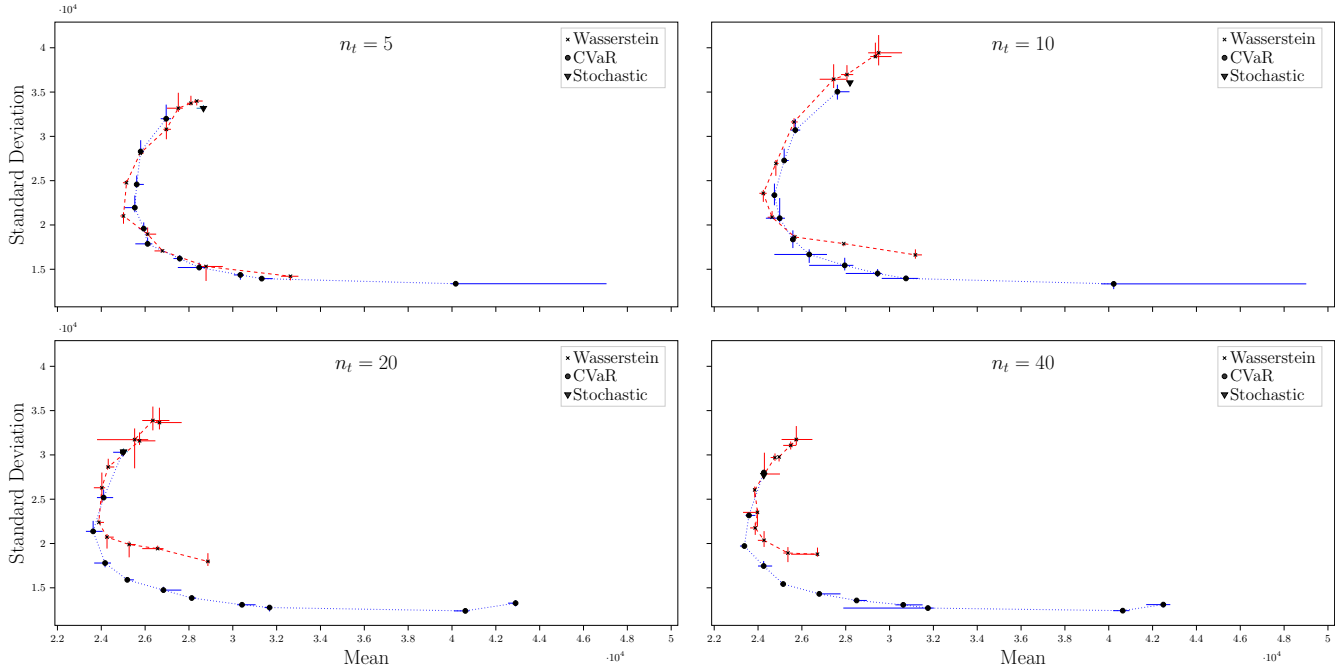 ·10⁴
n_t = 5
Wasserstein
CVaR
Stochastic
4
3.5
3
2.5
2
1.5
Standard Deviation
n_t = 10
Wasserstein
CVaR
Stochastic
·10⁴
n_t = 20
Wasserstein
CVaR
Stochastic
4
3.5
3
2.5
2
1.5
Standard Deviation
2.2 2.4 2.6 2.8 3 3.2 3.4 3.6 3.8 4 4.2 4.4 4.6 4.8 5
Mean
·10⁴
n_t = 40
Wasserstein
CVaR
Stochastic
2.2 2.4 2.6 2.8 3 3.2 3.4 3.6 3.8 4 4.2 4.4 4.6 4.8 5
Mean
·10⁴